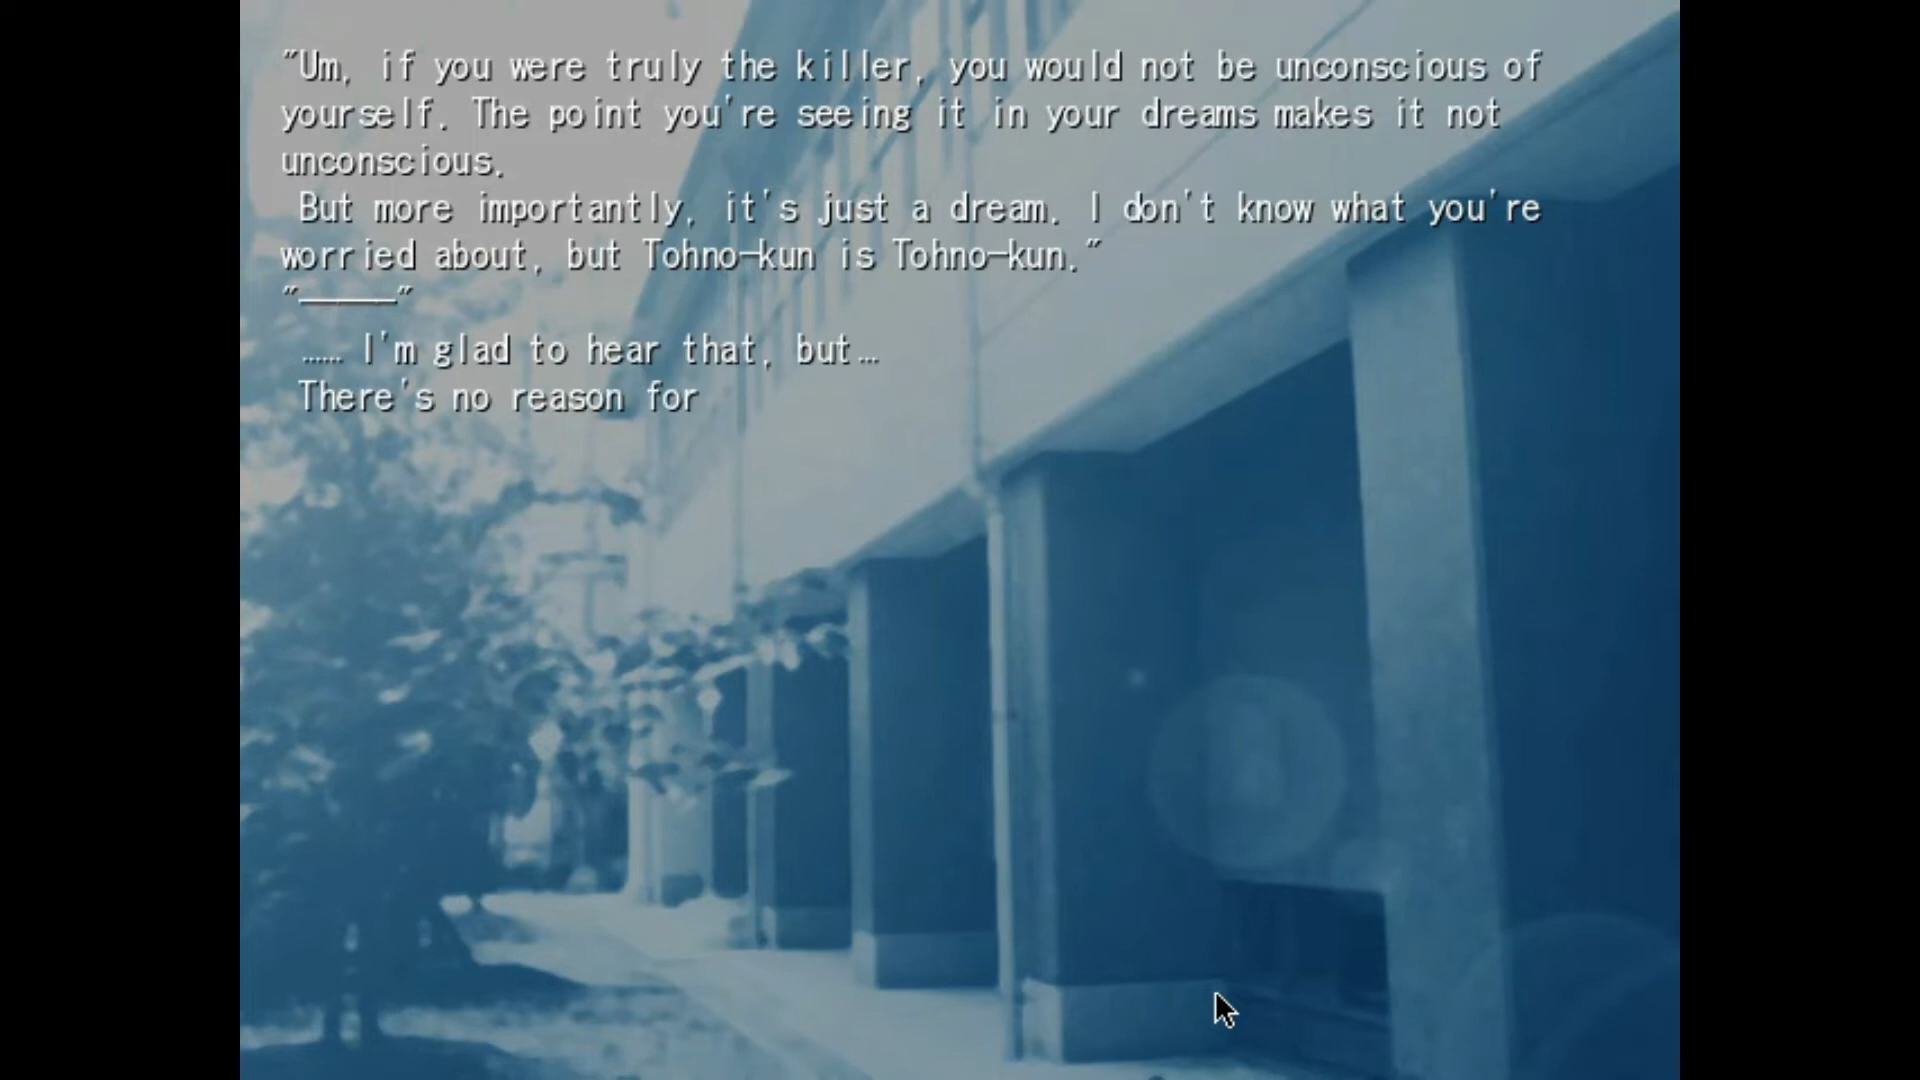 "Um, if you were truly the killer, you would not be unconscious of
yourself. The point you're seeing it in your dreams makes it not
unconscious.
But more importantly, it's just a dream. I don't know what you're
worried about, but Tohno-kun is Tohno-kun."
"―――――"
…… I'm glad to hear that, but…
There's no reason for